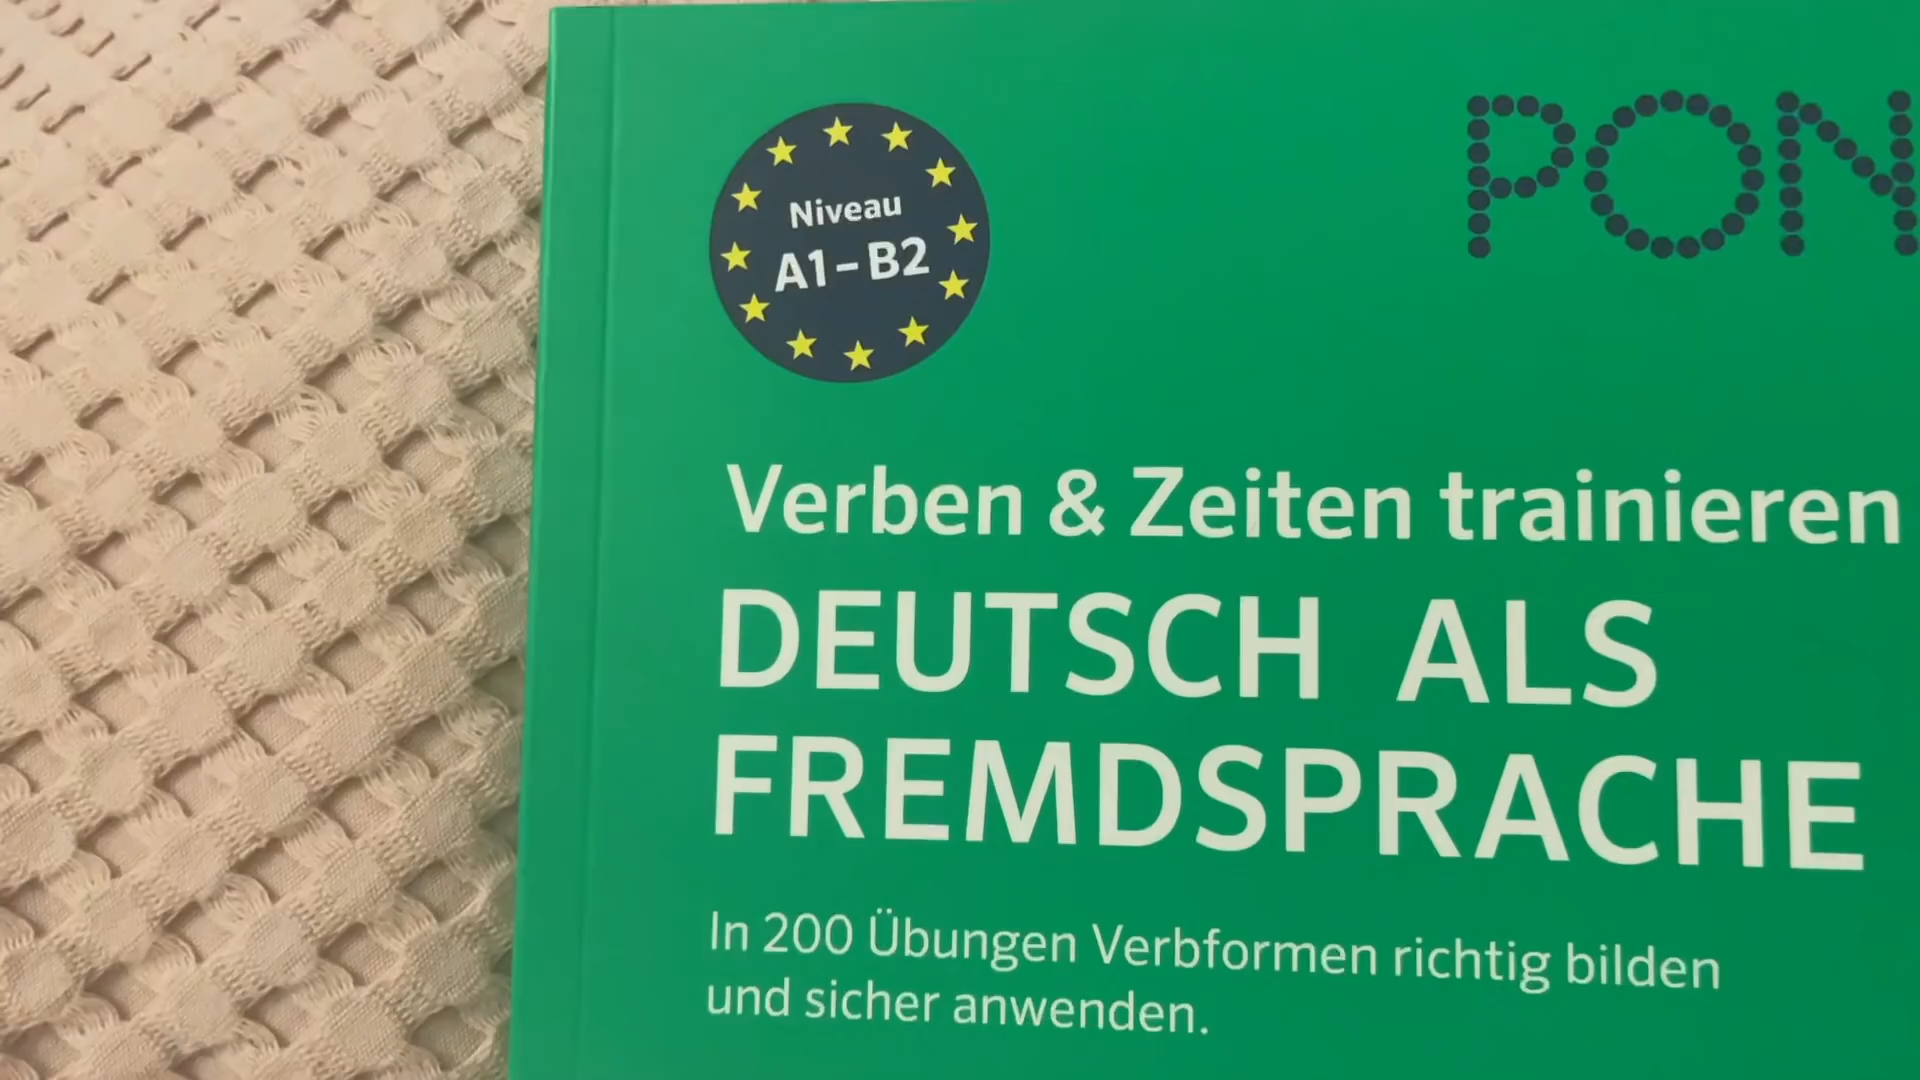 PON
Niveau
A1–B2
Verben & Zeiten trainieren
DEUTSCH ALS
FREMDSPRACHE
In 200 Übungen Verbformen richtig bilden
und sicher anwenden.